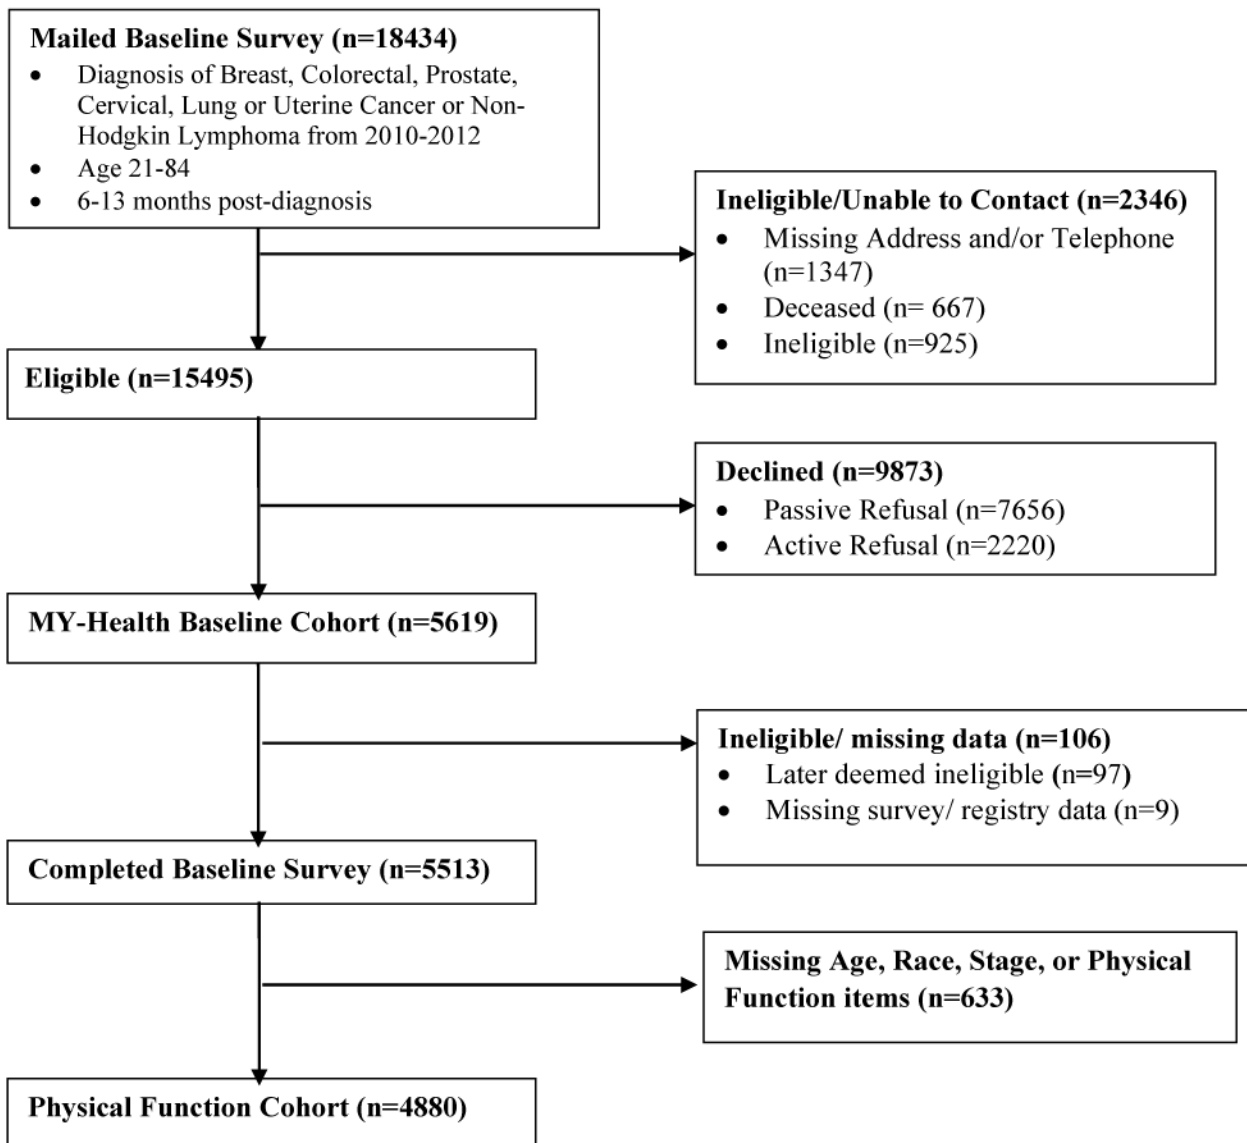 Mailed Baseline Survey (n=18434)
• Diagnosis of Breast, Colorectal, Prostate,
Cervical, Lung or Uterine Cancer or Non-
Hodgkin Lymphoma from 2010-2012
• Age 21-84
• 6-13 months post-diagnosis
Ineligible/Unable to Contact (n=2346)
• Missing Address and/or Telephone
(n=1347)
• Deceased (n= 667)
• Ineligible (n=925)
Eligible (n=15495)
Declined (n=9873)
• Passive Refusal (n=7656)
• Active Refusal (n=2220)
MY-Health Baseline Cohort (n=5619)
Ineligible/ missing data (n=106)
• Later deemed ineligible (n=97)
• Missing survey/ registry data (n=9)
Completed Baseline Survey (n=5513)
Missing Age, Race, Stage, or Physical
Function items (n=633)
Physical Function Cohort (n=4880)